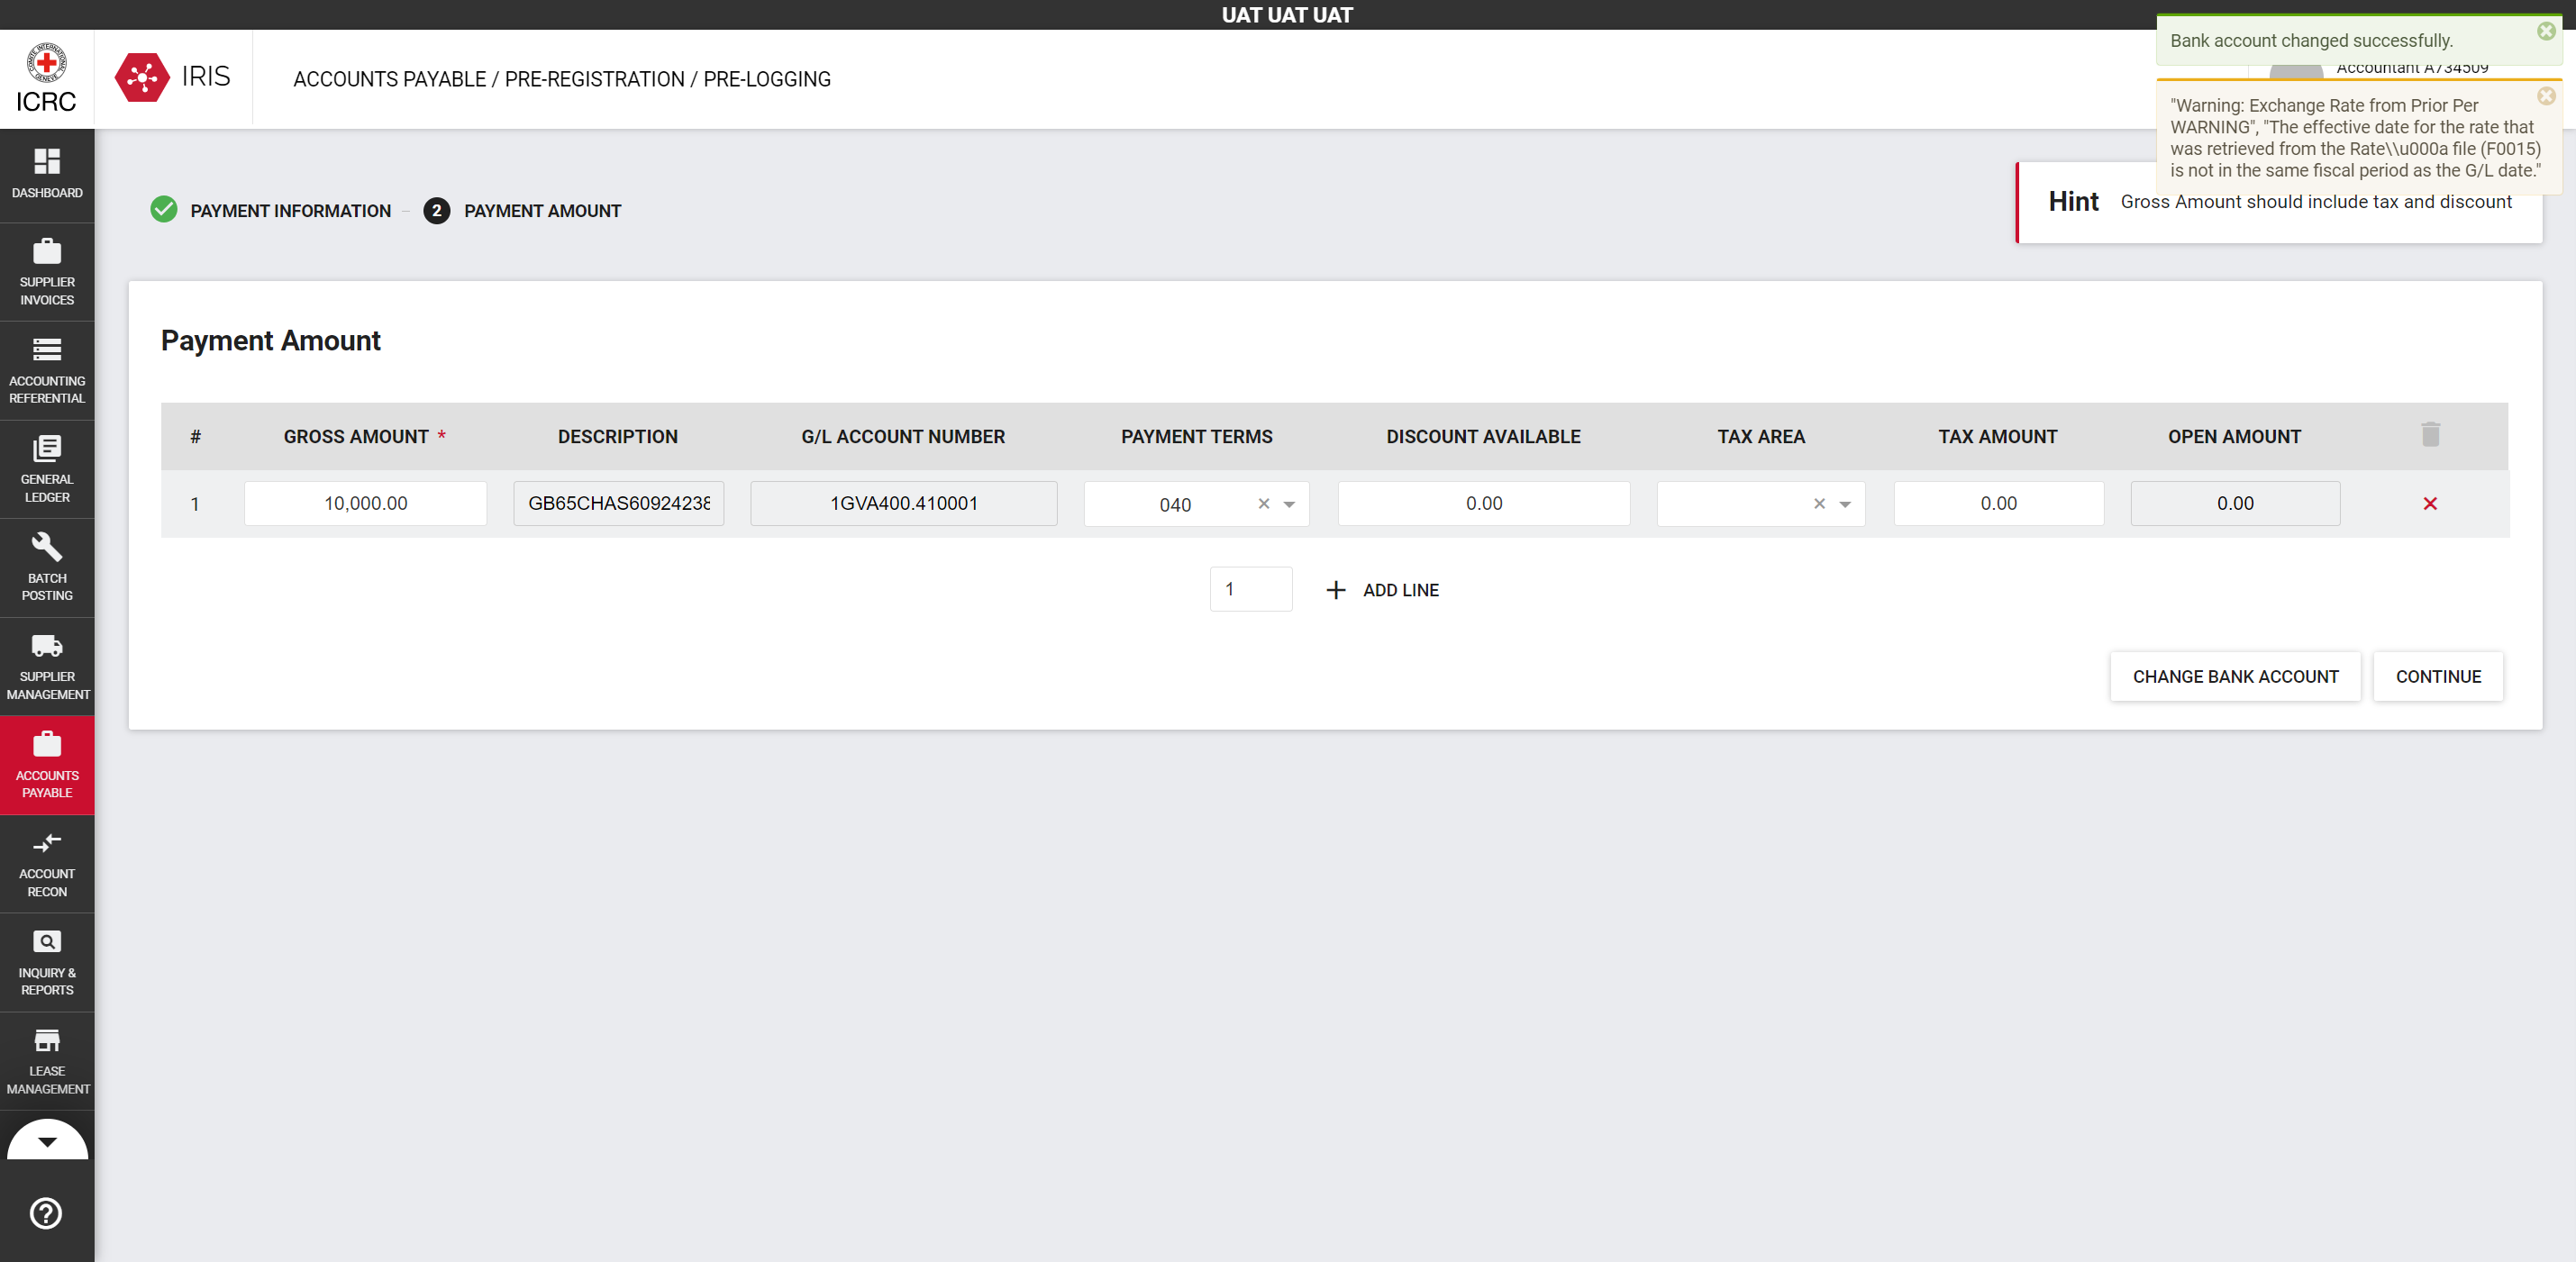 UAT UAT UAT
ICRC
IRIS
ACCOUNTS PAYABLE / PRE-REGISTRATION / PRE-LOGGING
Bank account changed successfully.
Accountant A734509
"Warning: Exchange Rate from Prior Per
WARNING", "The effective date for the rate that
was retrieved from the Rate\\u000a file (F0015)
is not in the same fiscal period as the G/L date."
Hint Gross Amount should include tax and discount
PAYMENT INFORMATION
2 PAYMENT AMOUNT
DASHBOARD
SUPPLIER
INVOICES
ACCOUNTING
REFERENTIAL
GENERAL
LEDGER
BATCH
POSTING
SUPPLIER
MANAGEMENT
ACCOUNTS
PAYABLE
ACCOUNT
RECON
INQUIRY &
REPORTS
LEASE
MANAGEMENT
Payment Amount
# GROSS AMOUNT * DESCRIPTION G/L ACCOUNT NUMBER PAYMENT TERMS DISCOUNT AVAILABLE TAX AREA TAX AMOUNT OPEN AMOUNT
1 10,000.00 GB65CHAS60924238 1GVA400.410001 040 0.00 0.00 0.00
1 ADD LINE
CHANGE BANK ACCOUNT CONTINUE